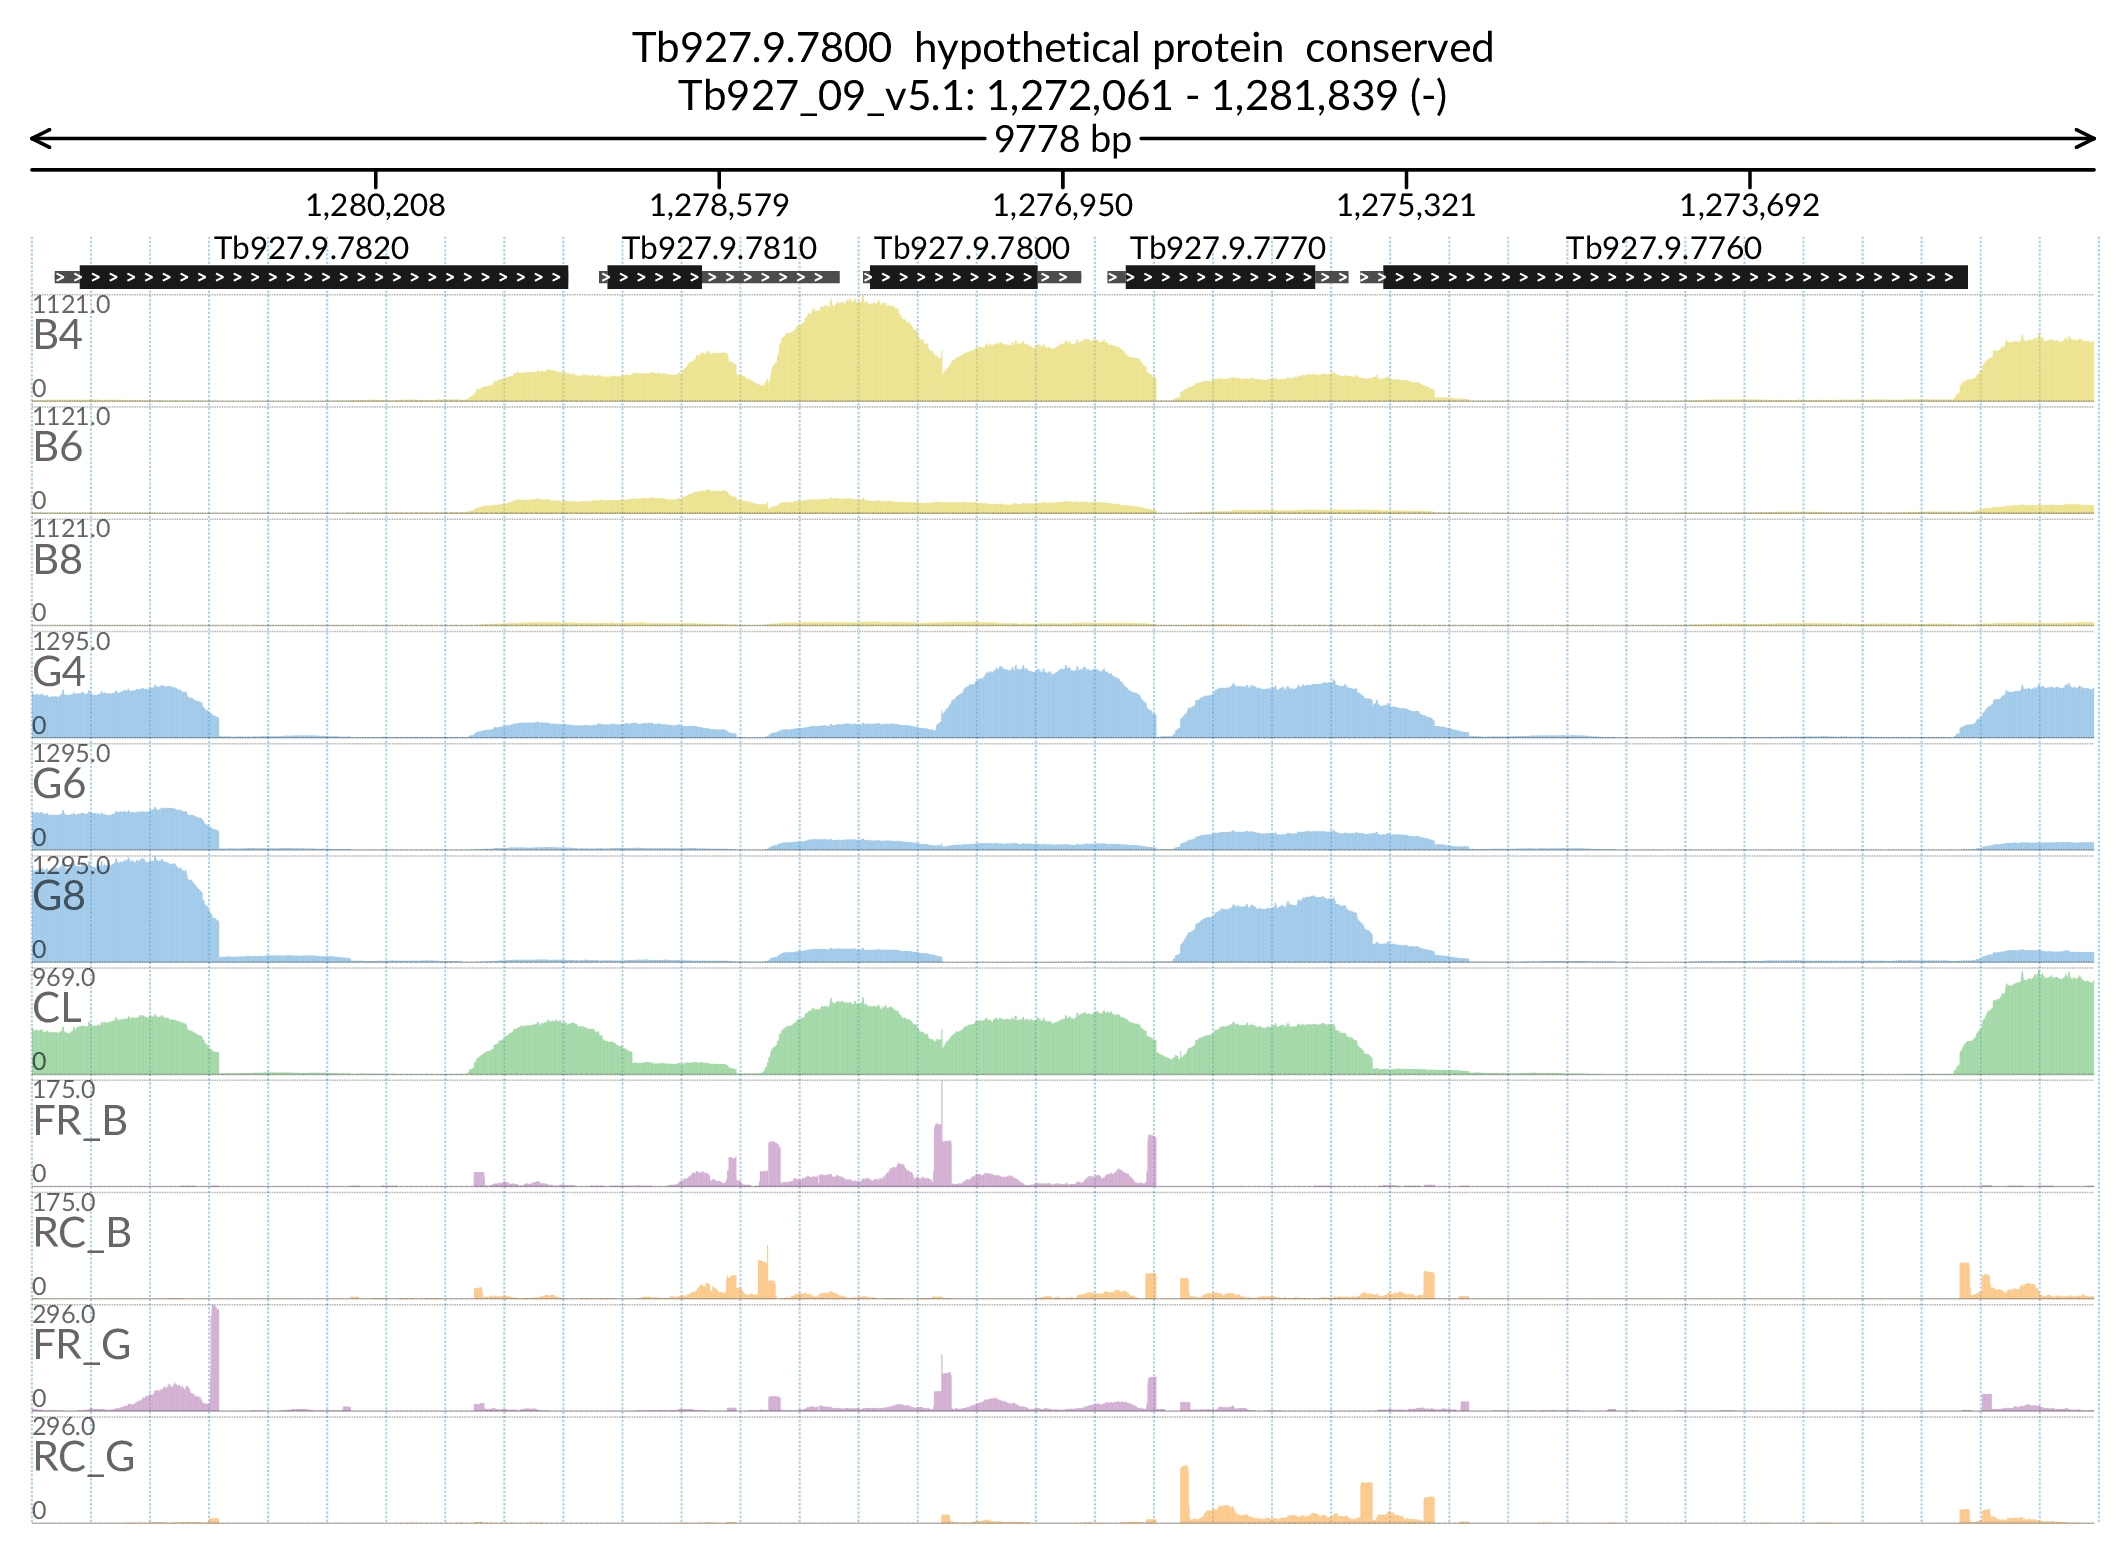 Tb927.9.7800 hypothetical protein conserved
Tb927_09_v5.1: 1,272,061 - 1,281,839 (-)
9778 bp
1,280,208 1,278,579 1,276,950 1,275,321 1,273,692
Tb927.9.7820 Tb927.9.7810 Tb927.9.7800 Tb927.9.7770 Tb927.9.7760
1121.0
B4
0
1121.0
B6
0
1121.0
B8
0
1295.0
G4
0
1295.0
G6
0
1295.0
G8
0
969.0
CL
0
175.0
FR_B
0
175.0
RC_B
0
296.0
FR_G
0
296.0
RC_G
0